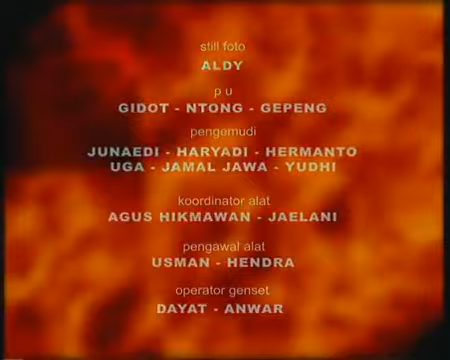 still foto
ALDY
p u
GIDOT - NTONG - GEPENG
pengemudi
JUNAEDI - HARYADI - HERMANTO
UGA - JAMAL JAWA - YUDHI
koordinator alat
AGUS HIKMAWAN - JAELANI
pengawal alat
USMAN - HENDRA
operator genset
DAYAT - ANWAR